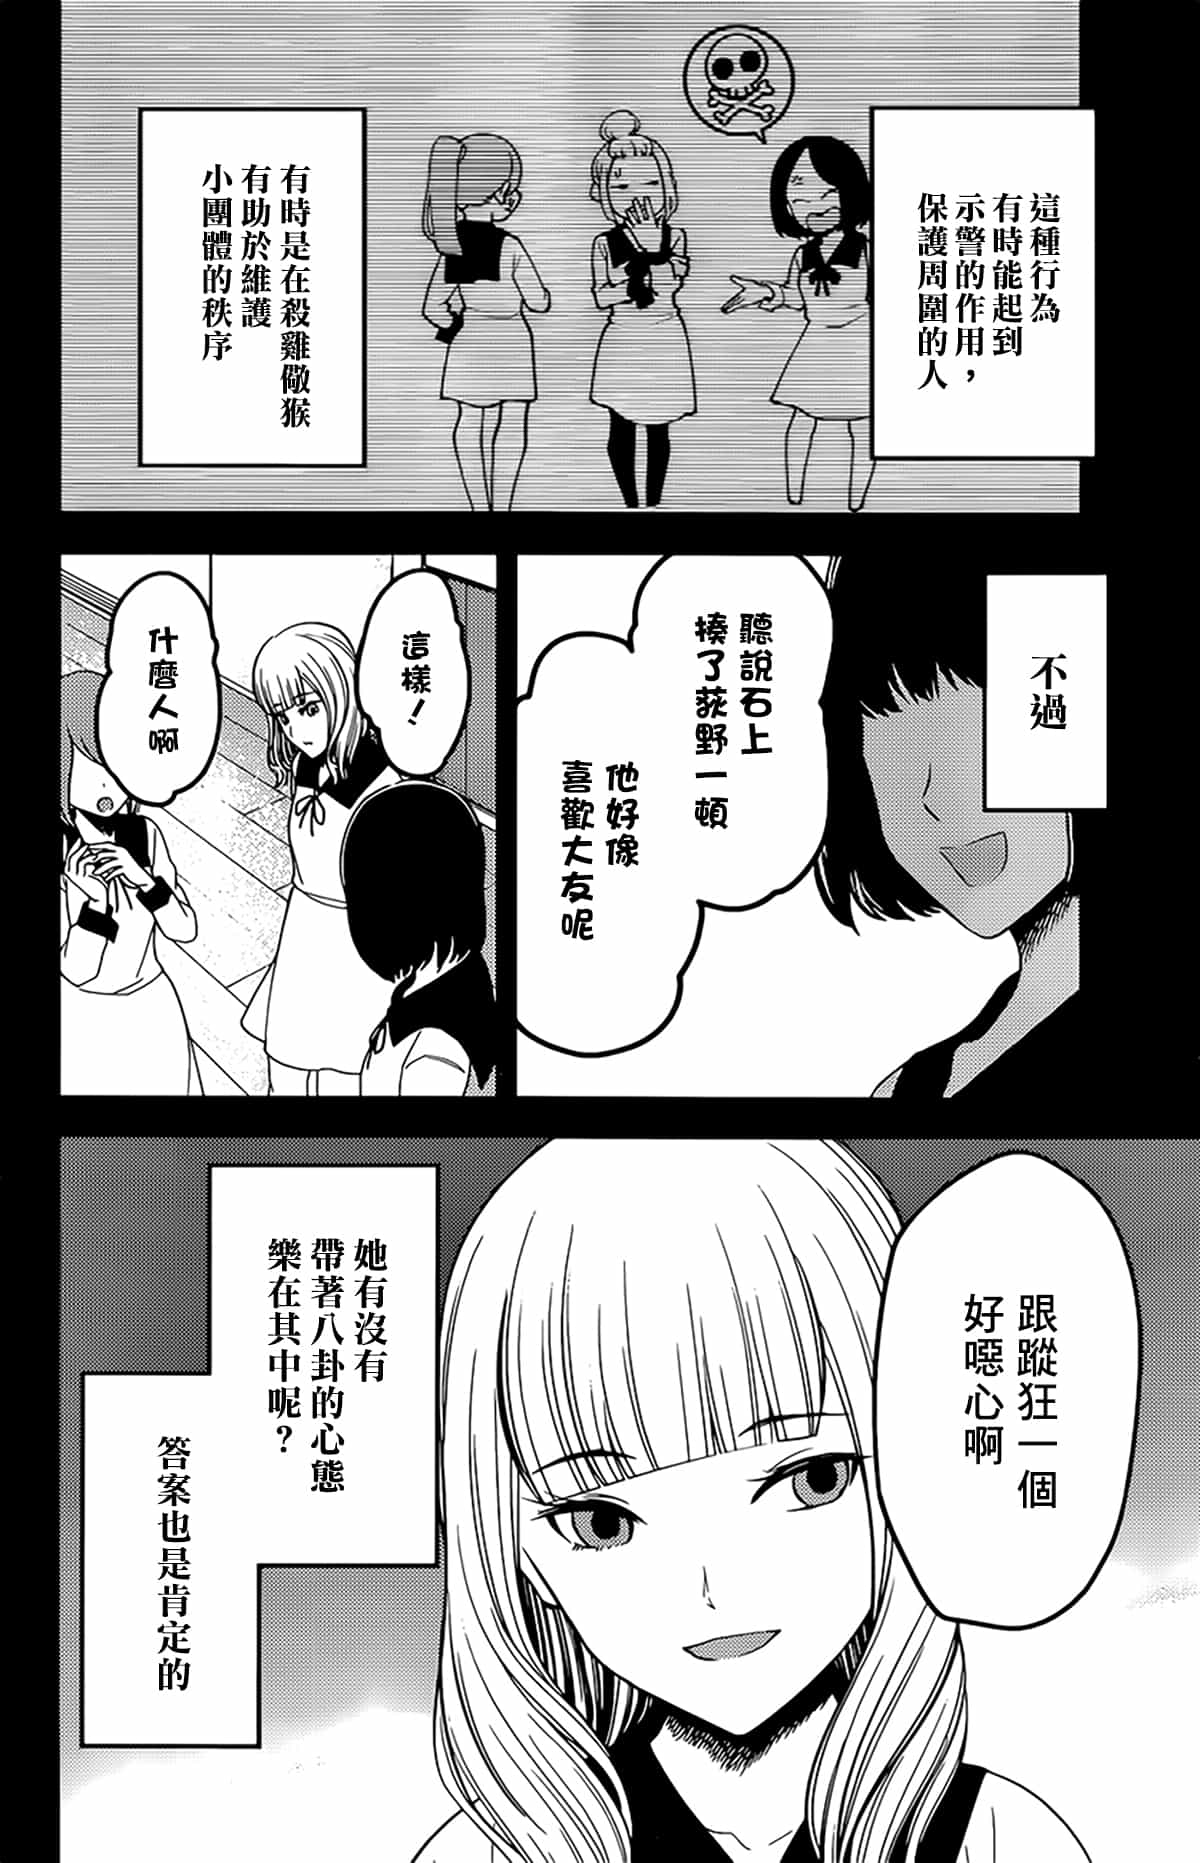 這種行為
有時能起到
示警的作用，
保護周圍的人
有時是在殺雞儆猴
有助於維護
小團體的秩序
不過
聽說石上
揍了荻野一頓
他好像
喜歡大友呢
這樣！
什麼人啊
跟蹤狂一個
好噁心啊
她有沒有
帶著八卦的心態
樂在其中呢？
答案也是肯定的